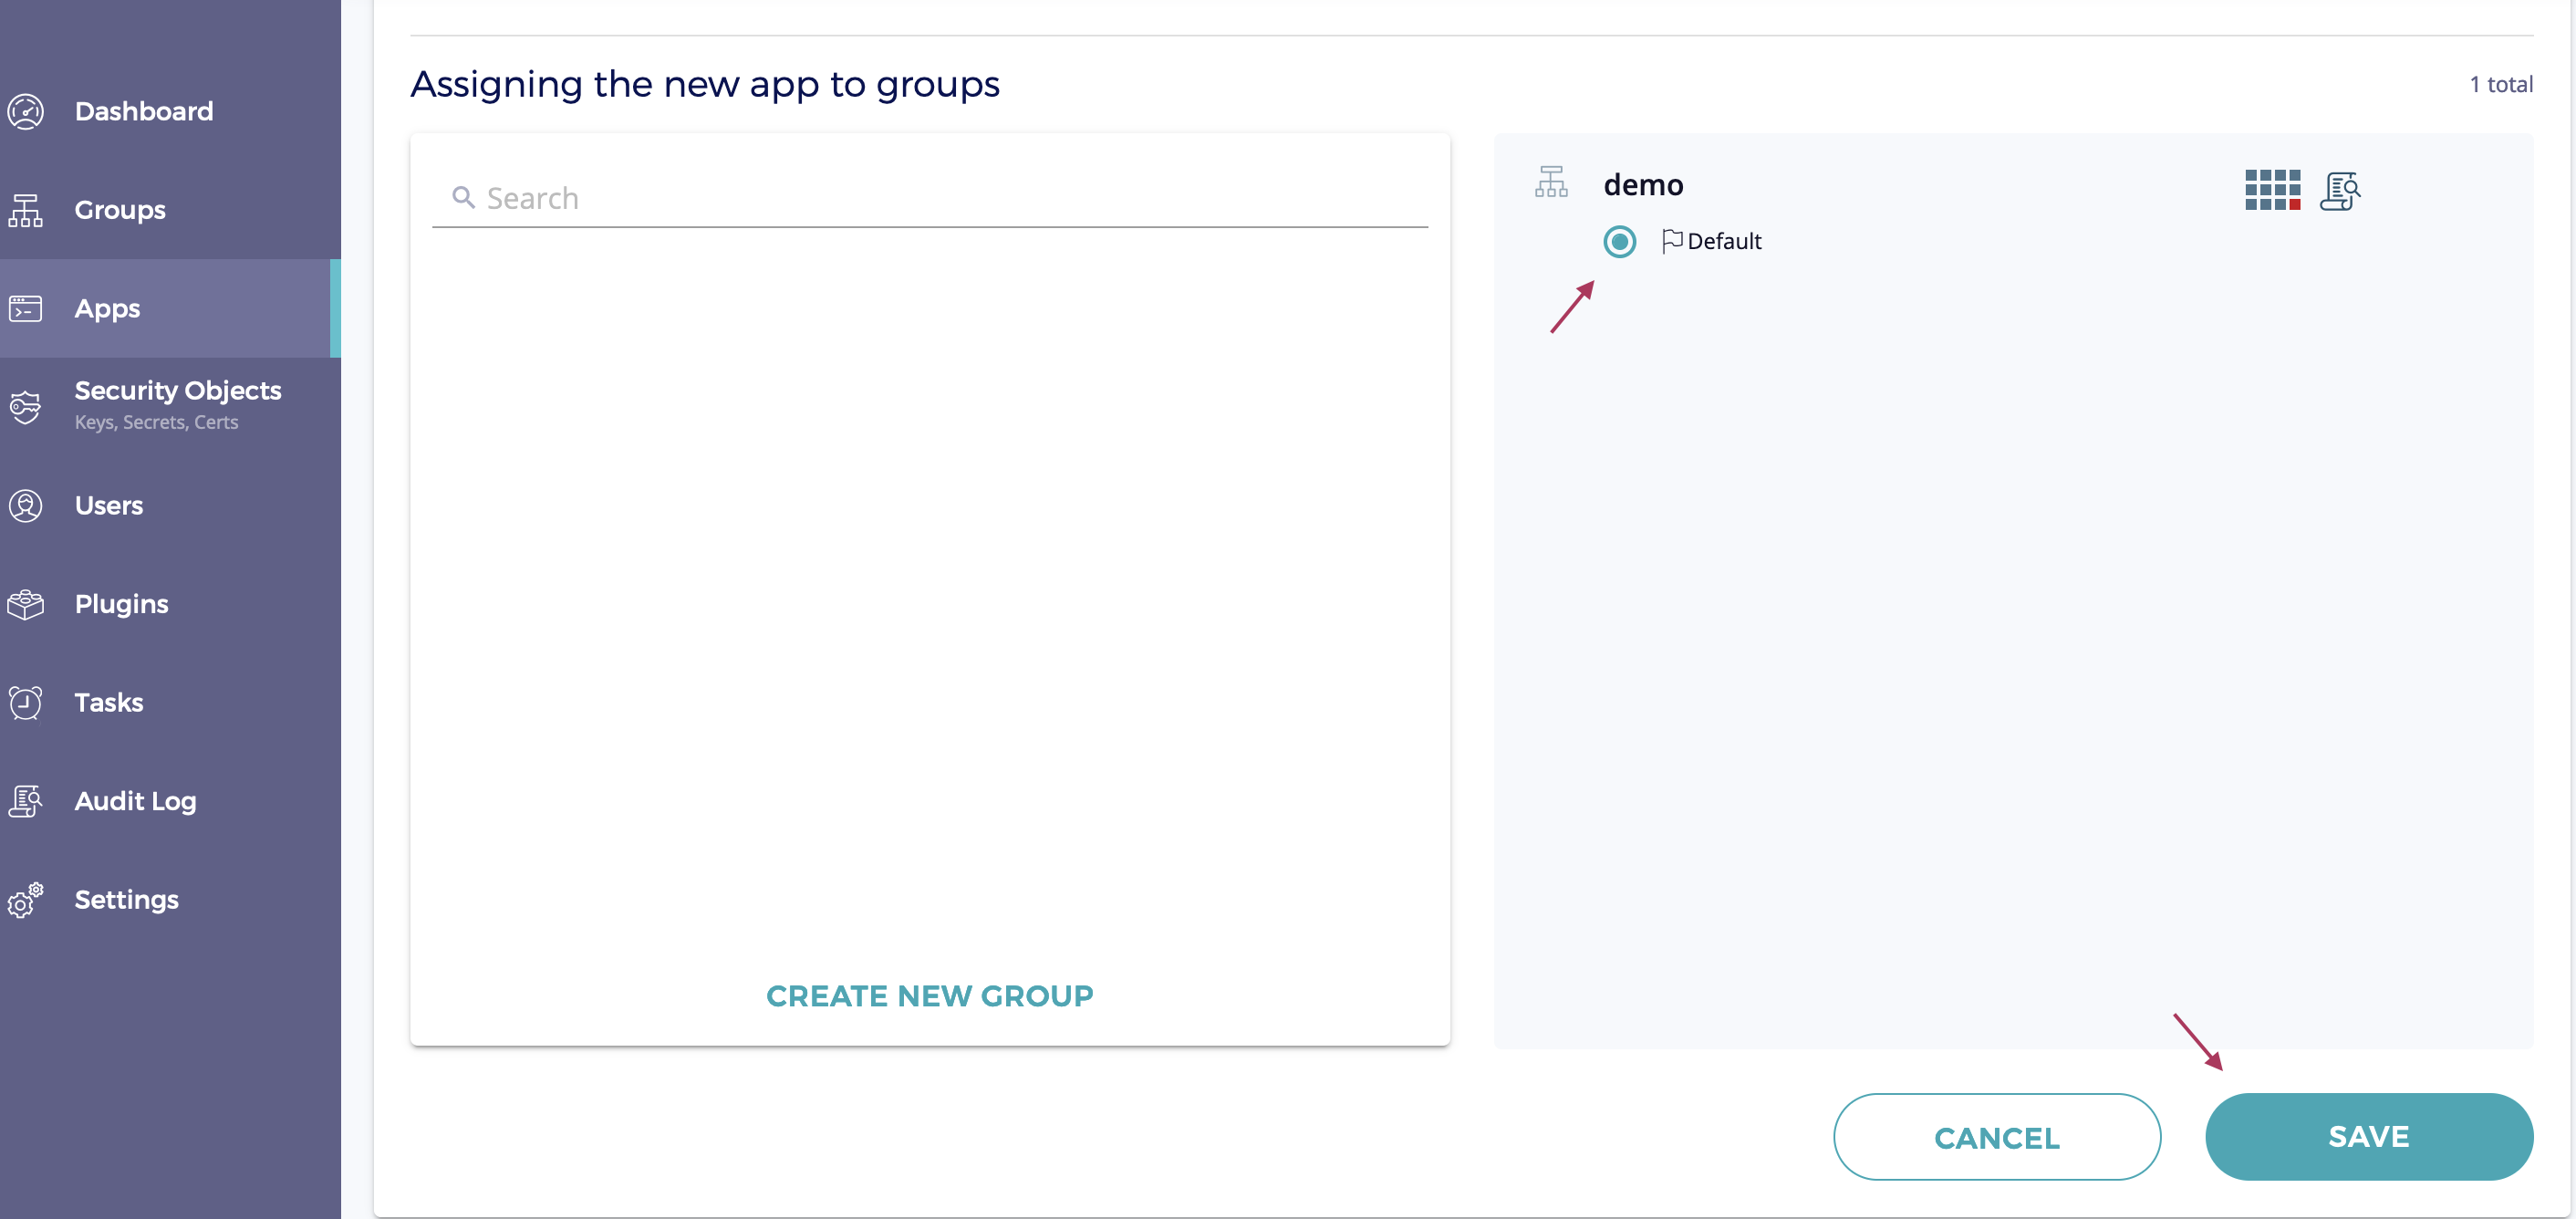 Dashboard
Groups
Apps
Security Objects
Keys, Secrets, Certs
Users
Plugins
Tasks
Audit Log
Settings
Assigning the new app to groups
1 total
Search
CREATE NEW GROUP
demo
Default
CANCEL
SAVE